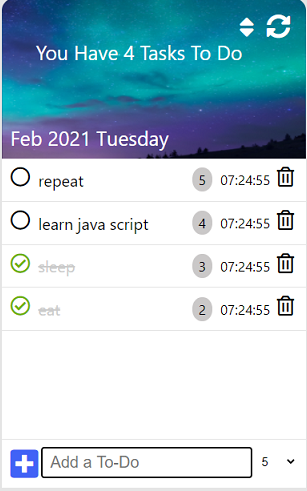 You Have 4 Tasks To Do
Feb 2021 Tuesday
repeat 5 07:24:55
learn java script 4 07:24:55
sleep 3 07:24:55
eat 2 07:24:55
Add a To-Do 5